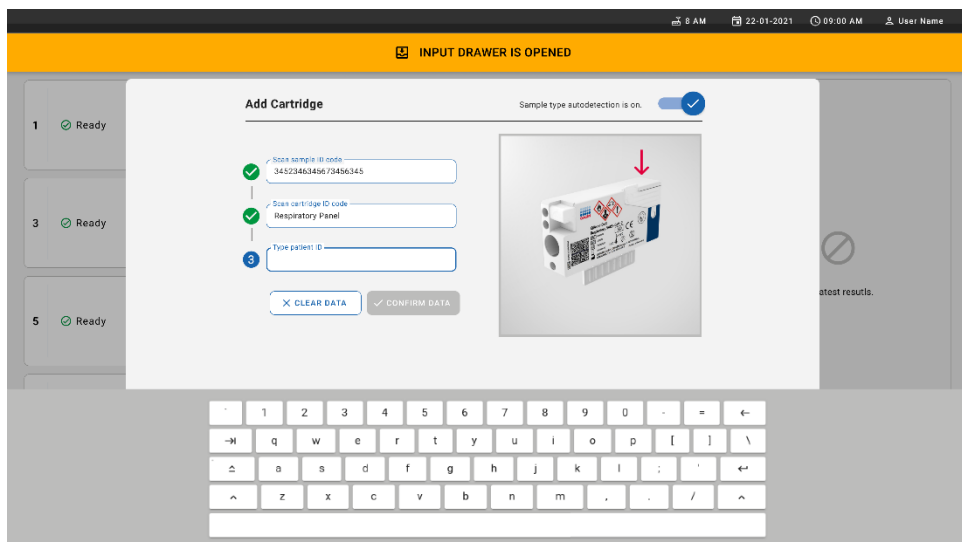 8 AM 22-01-2021 09:00 AM User Name
INPUT DRAWER IS OPENED
Add Cartridge
Sample type autodetection is on.
1 Ready
Scan sample ID code
3452346345673456345
Scan cartridge ID code
Respiratory Panel
3 Ready
3 Type patient ID
atest resutls.
CLEAR DATA CONFIRM DATA
5 Ready
` 1 2 3 4 5 6 7 8 9 0 - =
q w e r t y u i o p [ ] \
a s d f g h j k l ; '
z x c v b n m , . /